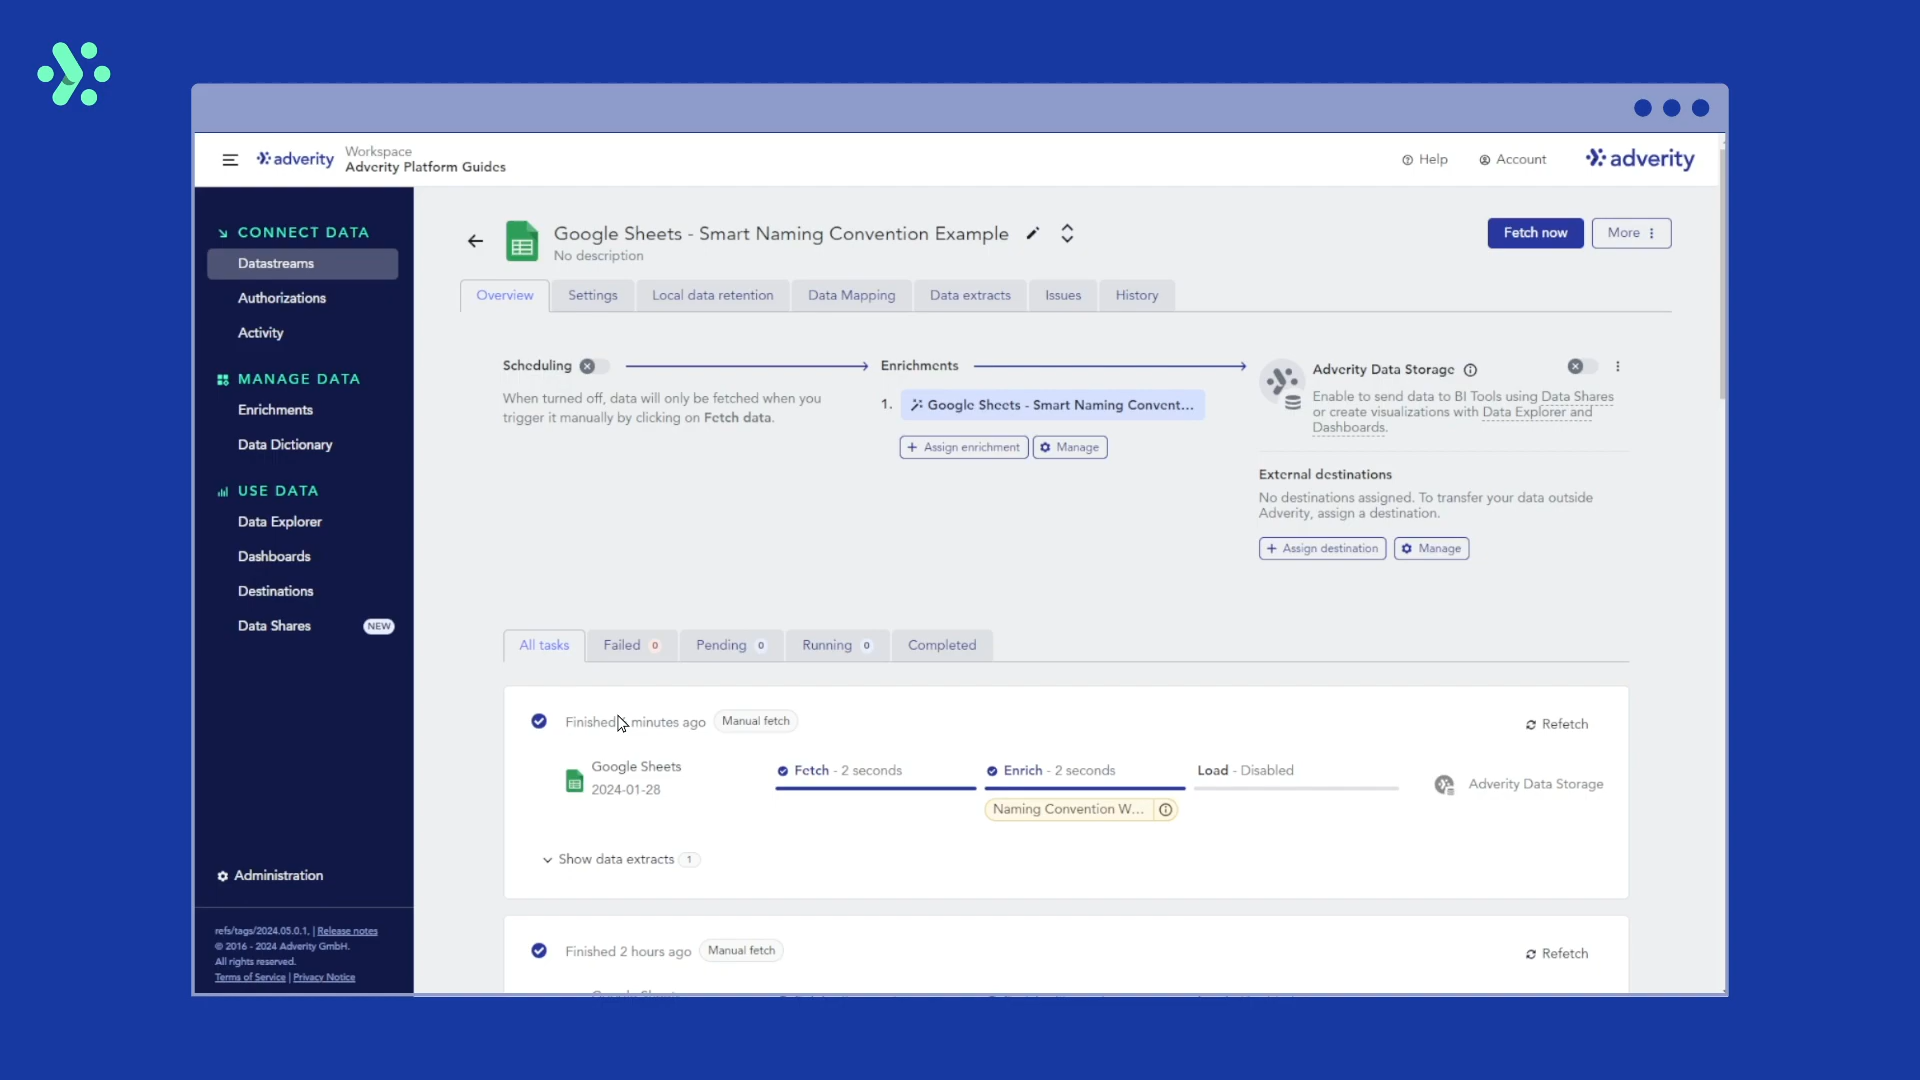 adverity
Workspace
Adverity Platform Guides
Help
Account
adverity
CONNECT DATA
Datastreams
Authorizations
Activity
MANAGE DATA
Enrichments
Data Dictionary
USE DATA
Data Explorer
Dashboards
Destinations
Data Shares
NEW
Administration
refs/tags/2024.05.0.1, | Release notes
© 2016 - 2024 Adverity GmbH.
All rights reserved.
Terms of Service | Privacy Notice
Google Sheets - Smart Naming Convention Example
No description
Fetch now
More
Overview
Settings
Local data retention
Data Mapping
Data extracts
Issues
History
Scheduling
When turned off, data will only be fetched when you
trigger it manually by clicking on Fetch data.
Enrichments
1. Google Sheets - Smart Naming Convent...
+ Assign enrichment
Manage
Adverity Data Storage
Enable to send data to BI Tools using Data Shares
or create visualizations with Data Explorer and
Dashboards.
External destinations
No destinations assigned. To transfer your data outside
Adverity, assign a destination.
+ Assign destination
Manage
All tasks
Failed 0
Pending 0
Running 0
Completed
Finished minutes ago
Manual fetch
Refetch
Google Sheets
2024-01-28
Fetch - 2 seconds
Enrich - 2 seconds
Load - Disabled
Adverity Data Storage
Naming Convention W...
Show data extracts 1
Finished 2 hours ago
Manual fetch
Refetch